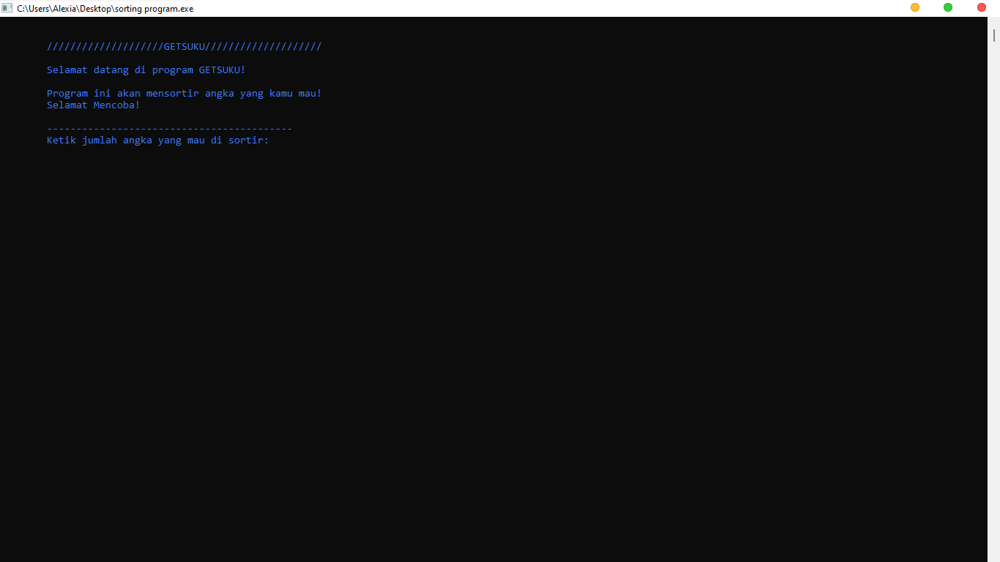 C:\Users\Alexia\Desktop\sorting program.exe
////////////////////GETSUKU////////////////////
Selamat datang di program GETSUKU!
Program ini akan mensortir angka yang kamu mau!
Selamat Mencoba!
------------------------------------------
Ketik jumlah angka yang mau di sortir: